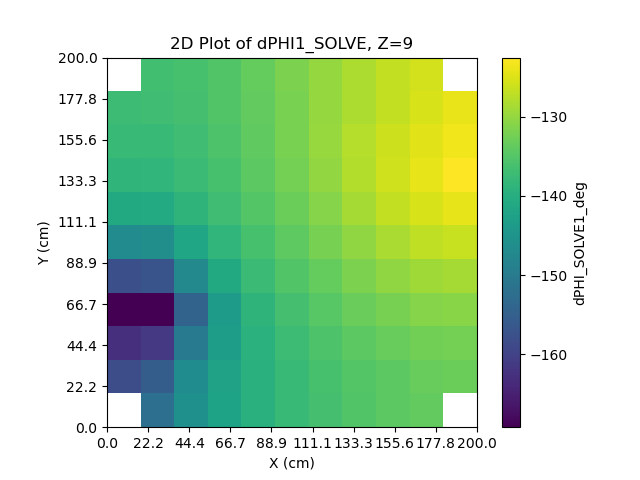 2D Plot of dPHI1_SOLVE, Z=9
200.0
177.8
155.6
133.3
111.1
88.9
66.7
44.4
22.2
0.0
Y (cm)
0.0 22.2 44.4 66.7 88.9 111.1 133.3 155.6 177.8 200.0
X (cm)
−130
−140
−150
−160
dPHI_SOLVE1_deg